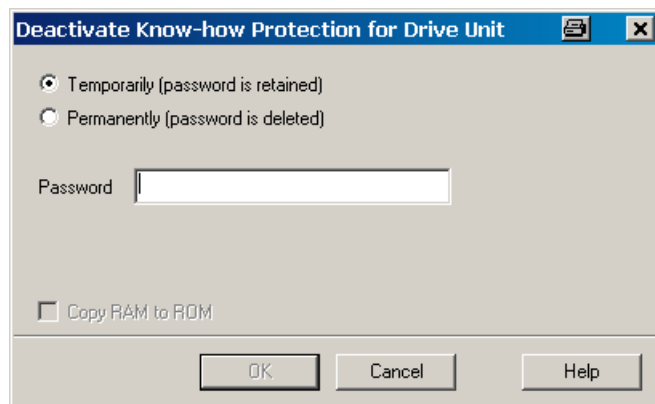 Deactivate Know-how Protection for Drive Unit
Temporarily (password is retained)
Permanently (password is deleted)
Password
Copy RAM to ROM
OK Cancel Help